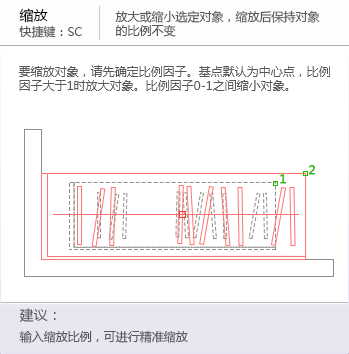 缩放
快捷键：SC
放大或缩小选定对象，缩放后保持对象
的比例不变
要缩放对象，请先确定比例因子。基点默认为中心点，比例
因子大于1时放大对象。比例因子0-1之间缩小对象。
2
1
建议：
输入缩放比例，可进行精准缩放